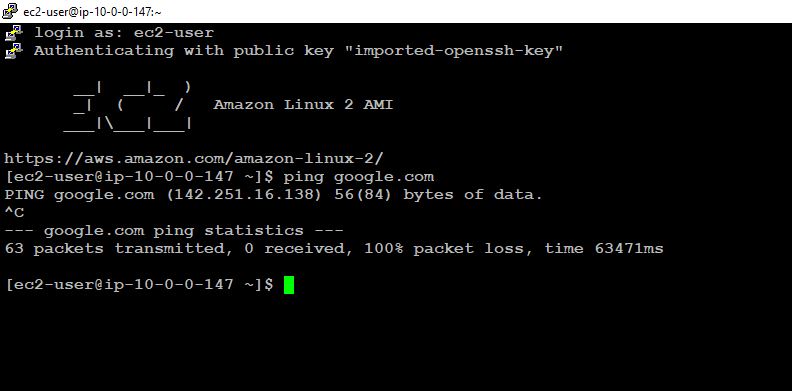 ec2-user@ip-10-0-0-147:~
login as: ec2-user
Authenticating with public key "imported-openssh-key"
       __|  __|_  )
       _|  (     /   Amazon Linux 2 AMI
      ___|\___|___|
https://aws.amazon.com/amazon-linux-2/
[ec2-user@ip-10-0-0-147 ~]$ ping google.com
PING google.com (142.251.16.138) 56(84) bytes of data.
^C
--- google.com ping statistics ---
63 packets transmitted, 0 received, 100% packet loss, time 63471ms
[ec2-user@ip-10-0-0-147 ~]$